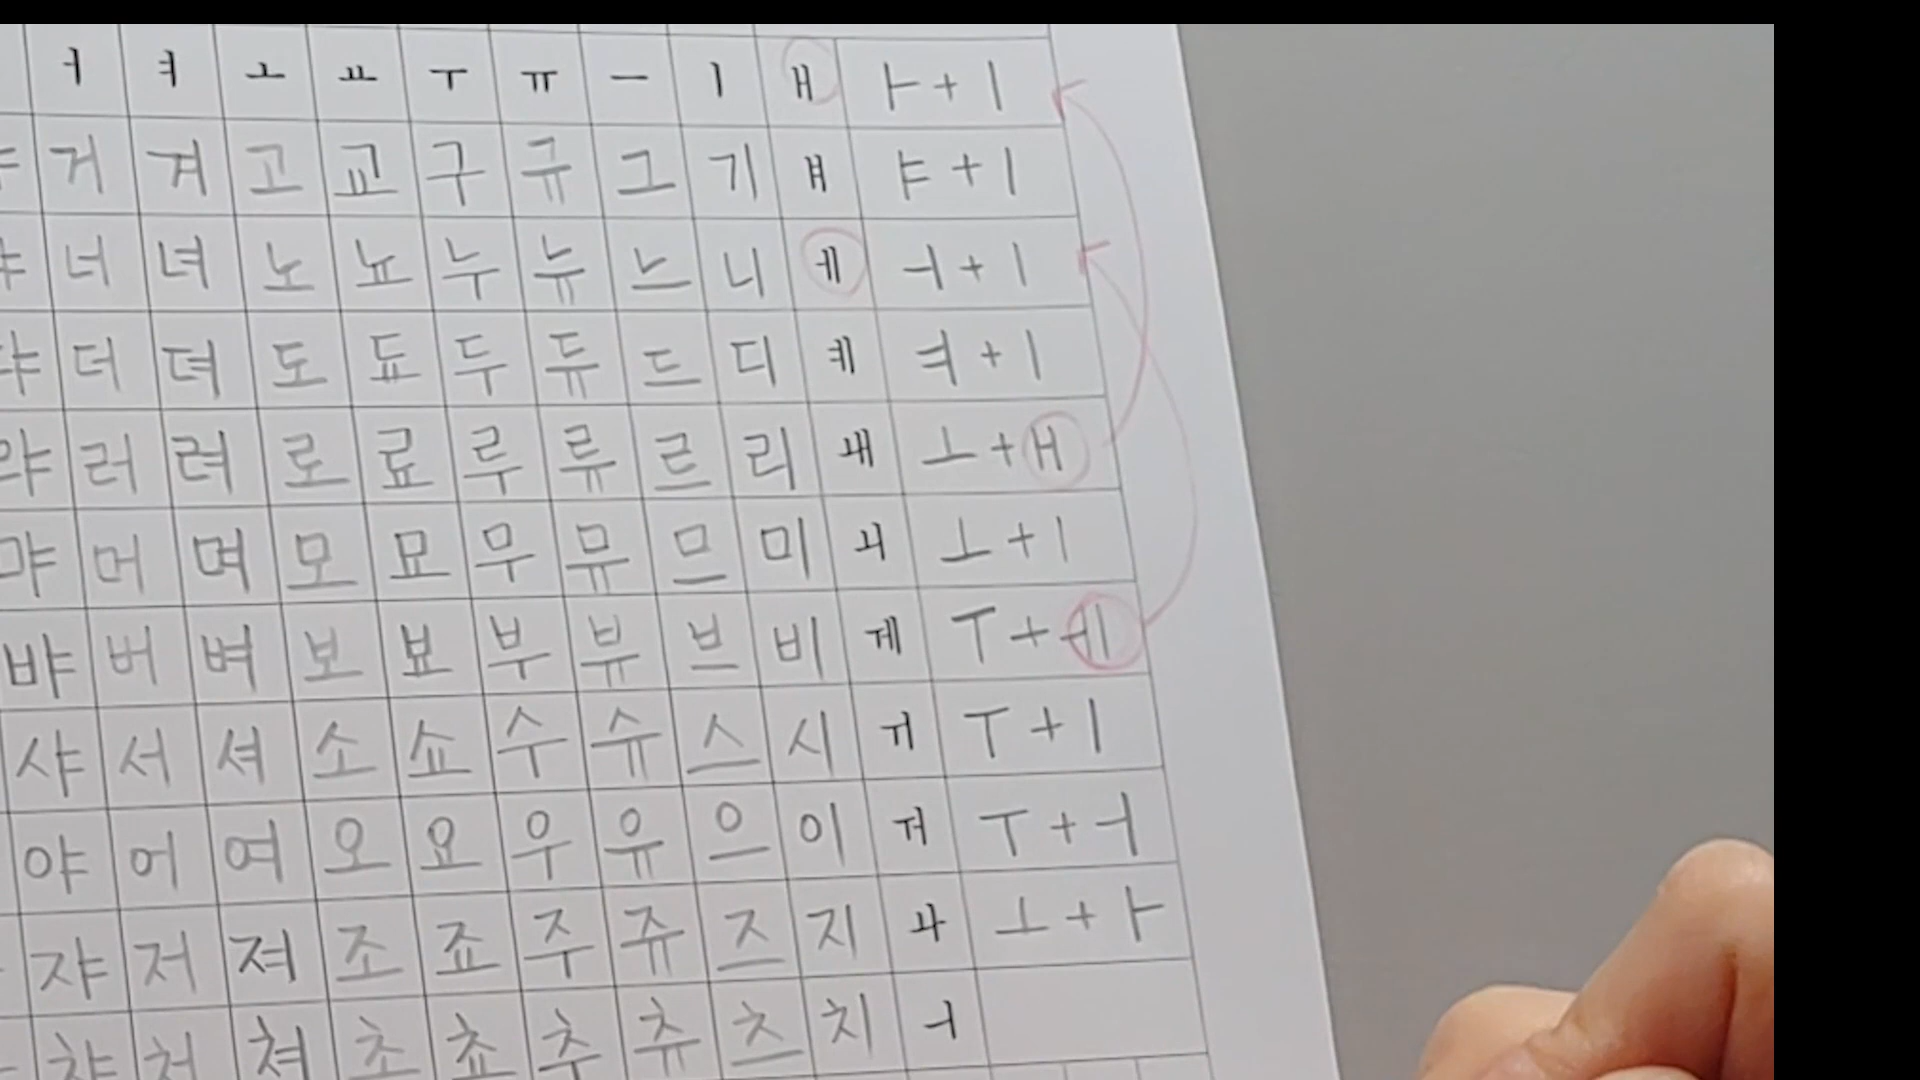 ㅓ ㅕ ㅗ ㅛ ㅜ ㅠ ㅡ ㅣ ㅐ ㅏ+ㅣ
거 겨 고 교 구 규 그 기 ㅒ ㅑ+ㅣ
너 녀 노 뇨 누 뉴 느 니 ㅔ ㅓ+ㅣ
댜 더 뎌 도 됴 두 듀 드 디 ㅖ ㅕ+ㅣ
랴 러 려 로 료 루 류 르 리 ㅙ ㅗ+ㅐ
먀 머 며 모 묘 무 뮤 므 미 ㅚ ㅗ+ㅣ
뱌 버 벼 보 뵤 부 뷰 브 비 ㅞ ㅜ+ㅔ
샤 서 셔 소 쇼 수 슈 스 시 ㅟ ㅜ+ㅣ
야 어 여 오 요 우 유 으 이 ㅝ ㅜ+ㅓ
쟈 저 져 조 죠 주 쥬 즈 지 ㅘ ㅗ+ㅏ
챠 처 쳐 초 쵸 추 츄 츠 치 ㅢ